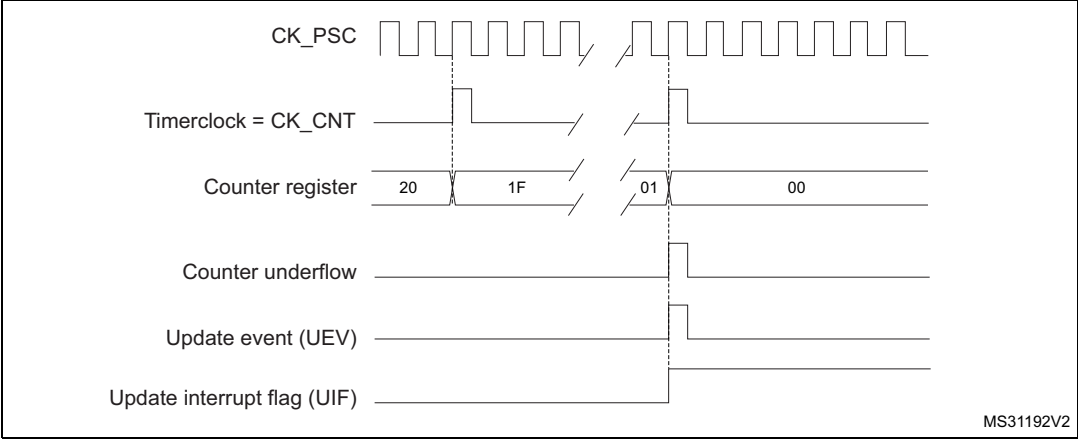 CK_PSC
Timerclock = CK_CNT
Counter register 20 1F 01 00
Counter underflow
Update event (UEV)
Update interrupt flag (UIF)
MS31192V2